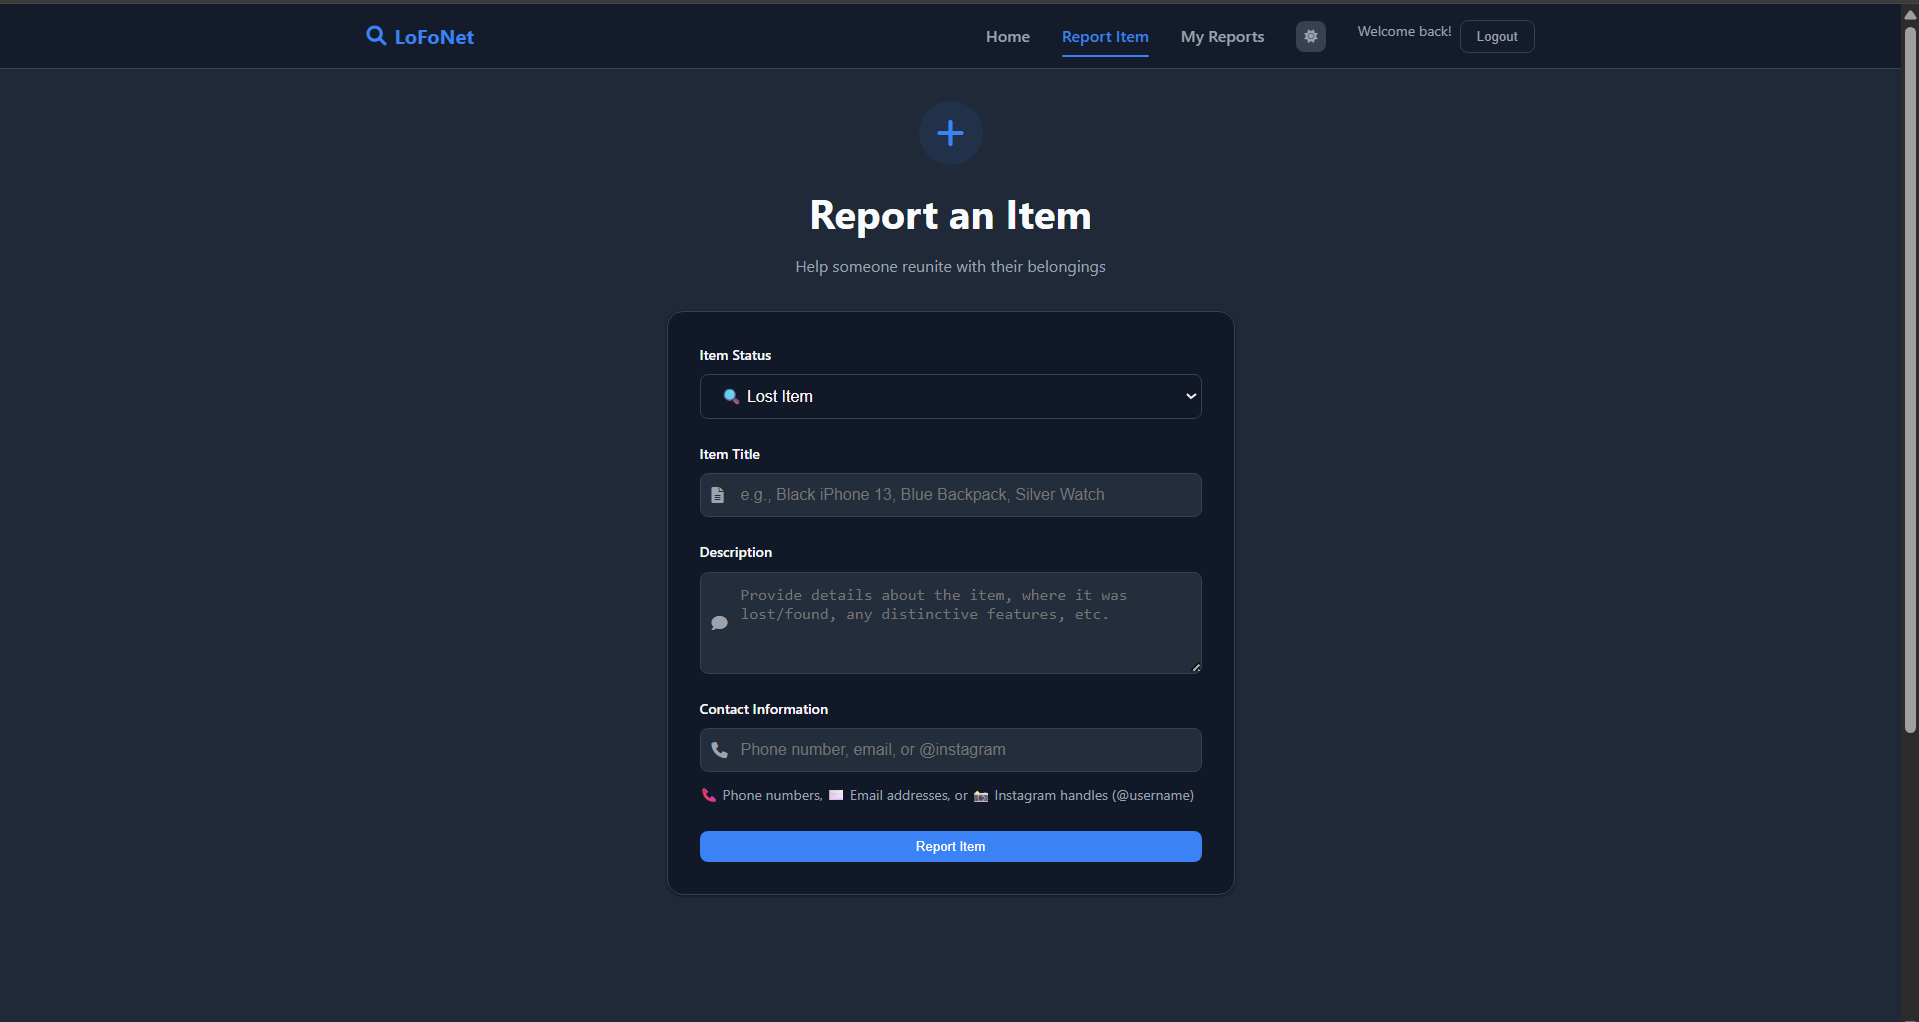 LoFoNet
Home
Report Item
My Reports
Welcome back!
Logout
Report an Item
Help someone reunite with their belongings
Item Status
Lost Item
Item Title
e.g., Black iPhone 13, Blue Backpack, Silver Watch
Description
Provide details about the item, where it was
lost/found, any distinctive features, etc.
Contact Information
Phone number, email, or @instagram
Phone numbers, Email addresses, or Instagram handles (@username)
Report Item